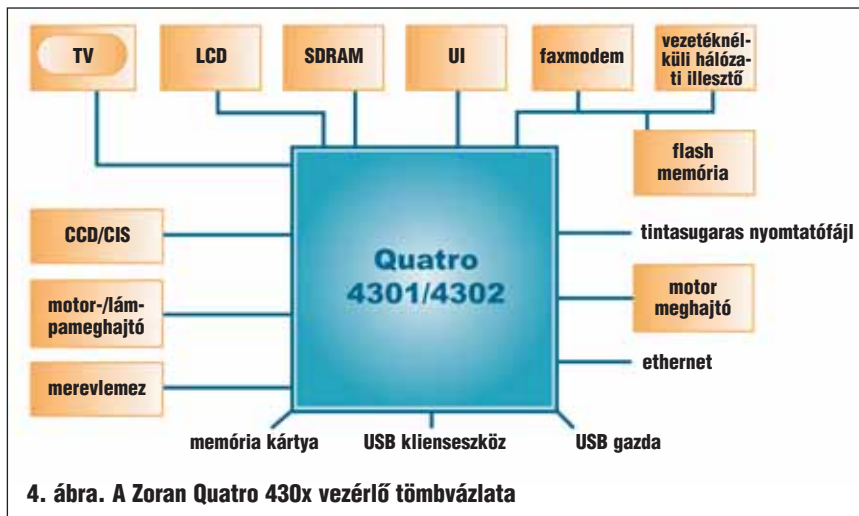 TV
LCD
SDRAM
UI
faxmodem
vezetéknél-
küli hálóza-
ti illesztő
flash
memória
CCD/CIS
tintasugaras nyomtatófájl
Quatro
4301/4302
motor-/lám-
pameghajtó
motor
meghajtó
ethernet
merevlemez
memória kártya
USB klienseszköz
USB gazda
4. ábra. A Zoran Quatro 430x vezérlő tömbvázlata